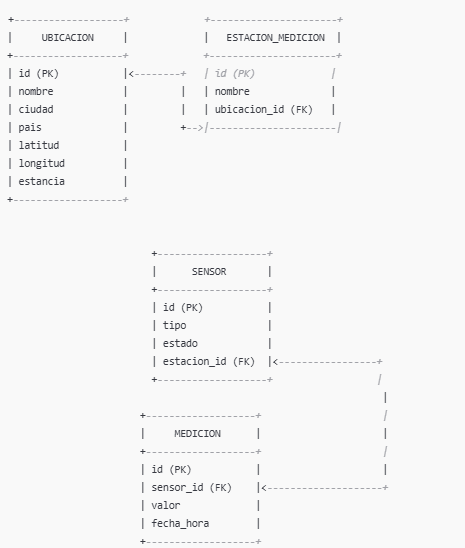 UBICACION
ESTACION_MEDICION
id (PK)
nombre
ciudad
pais
latitud
longitud
estancia
id (PK)
nombre
ubicacion_id (FK)
SENSOR
id (PK)
tipo
estado
estacion_id (FK)
MEDICION
id (PK)
sensor_id (FK)
valor
fecha_hora